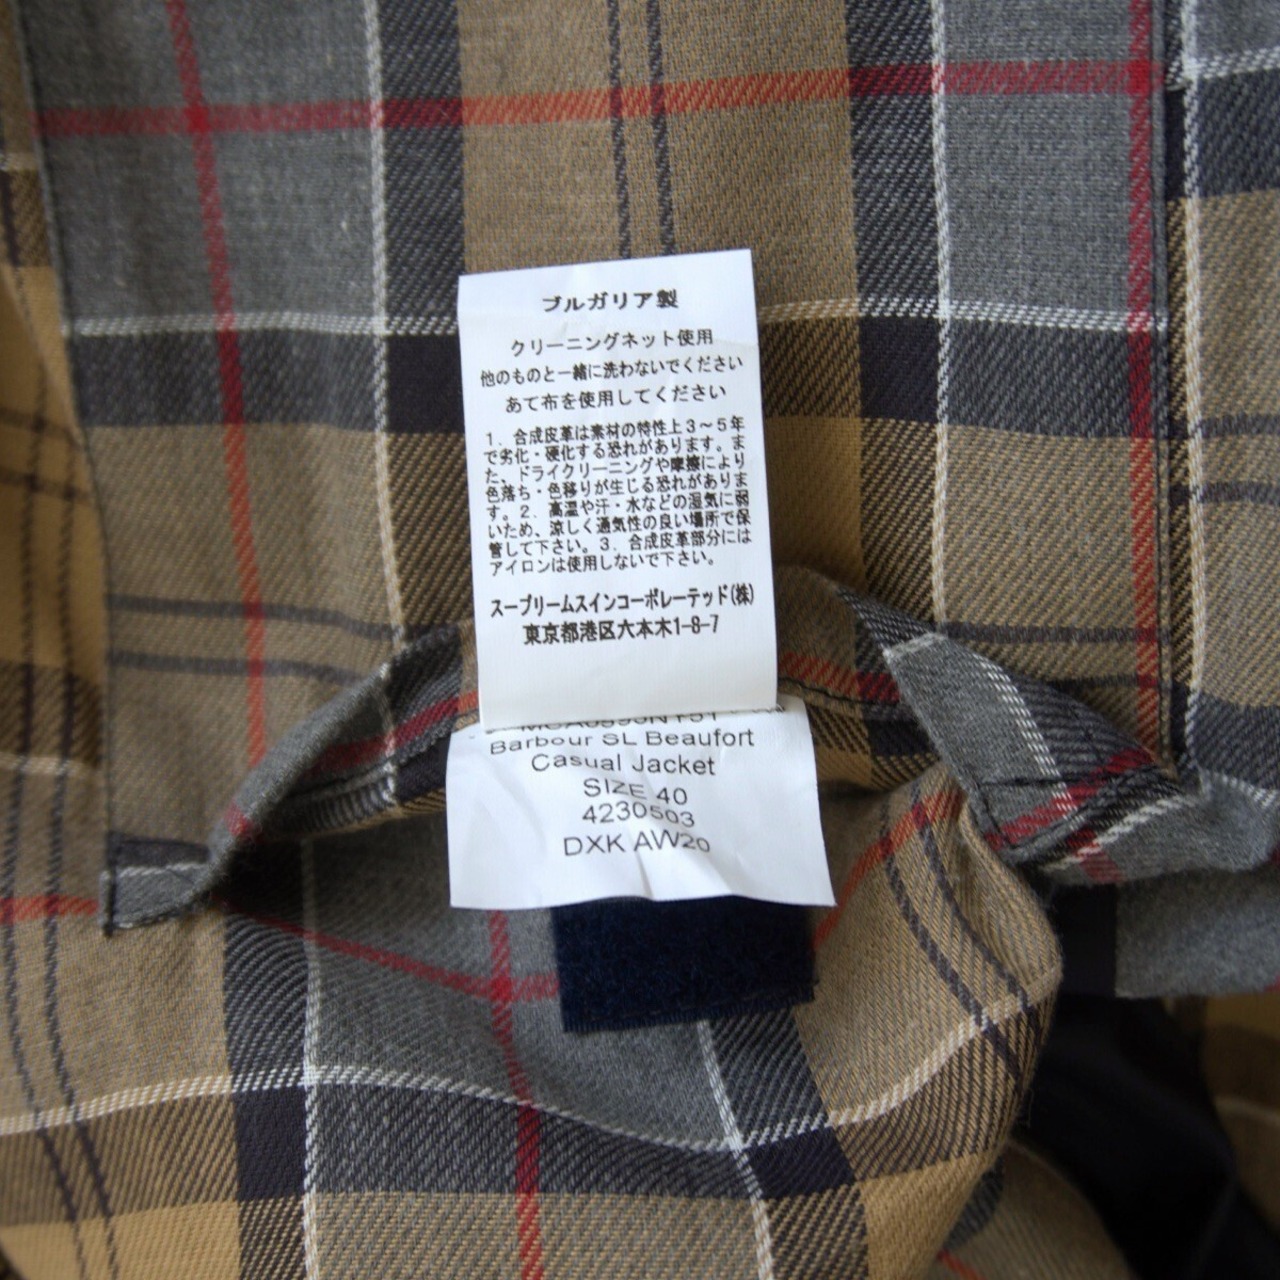 ブルガリア製
クリーニングネット使用
他のものと一緒に洗わないでください
あて布を使用してください
1．合成皮革は素材の特性上3～5年
で劣化・硬化する恐れがあります。ま
た、ドライクリーニングや摩擦により
色落ち・色移りが生じる恐れがありま
す。2．高温や汗・水などの湿気に弱
いため、涼しく通気性の良い場所で保
管して下さい。3．合成皮革部分には
アイロンは使用しないで下さい。
スープリームスインコーポレーテッド(株)
東京都港区六本木1-8-7
Barbour SL Beaufort
Casual Jacket
SIZE 40
4230503
DXK AW20